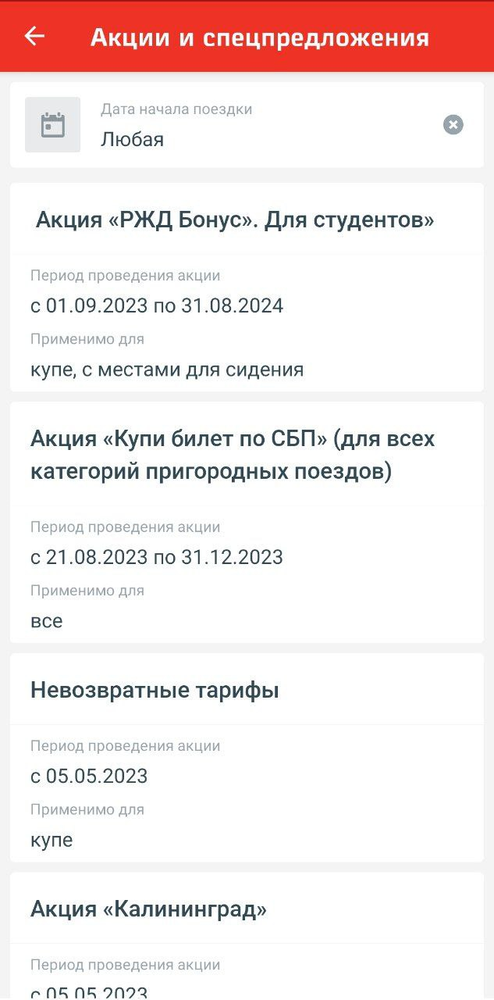 Акции и спецпредложения
Дата начала поездки
Любая
Акция «РЖД Бонус». Для студентов»
Период проведения акции
с 01.09.2023 по 31.08.2024
Применимо для
купе, с местами для сидения
Акция «Купи билет по СБП» (для всех
категорий пригородных поездов)
Период проведения акции
с 21.08.2023 по 31.12.2023
Применимо для
все
Невозвратные тарифы
Период проведения акции
с 05.05.2023
Применимо для
купе
Акция «Калининград»
Период проведения акции
с 05.05.2023